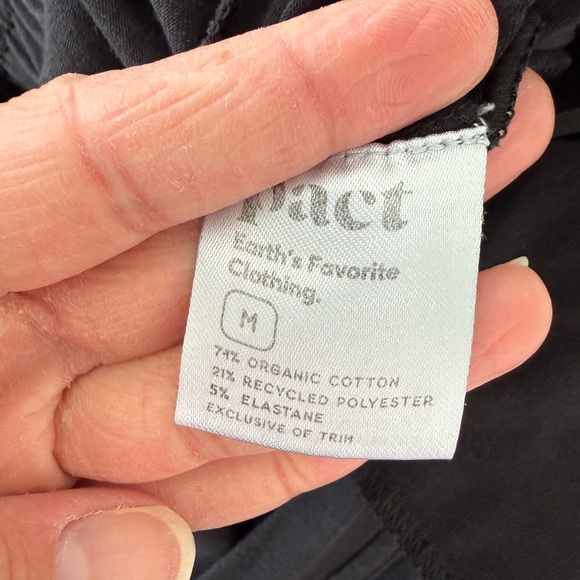 pact
Earth's Favorite
Clothing.
M
74% ORGANIC COTTON
21% RECYCLED POLYESTER
5% ELASTANE
EXCLUSIVE OF TRIM